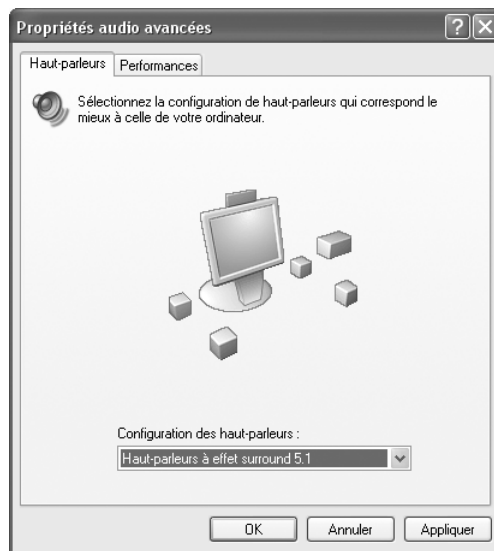 Propriétés audio avancées
Haut-parleurs Performances
Sélectionnez la configuration de haut-parleurs qui correspond le
mieux à celle de votre ordinateur.
Configuration des haut-parleurs :
Haut-parleurs à effet surround 5.1
OK Annuler Appliquer